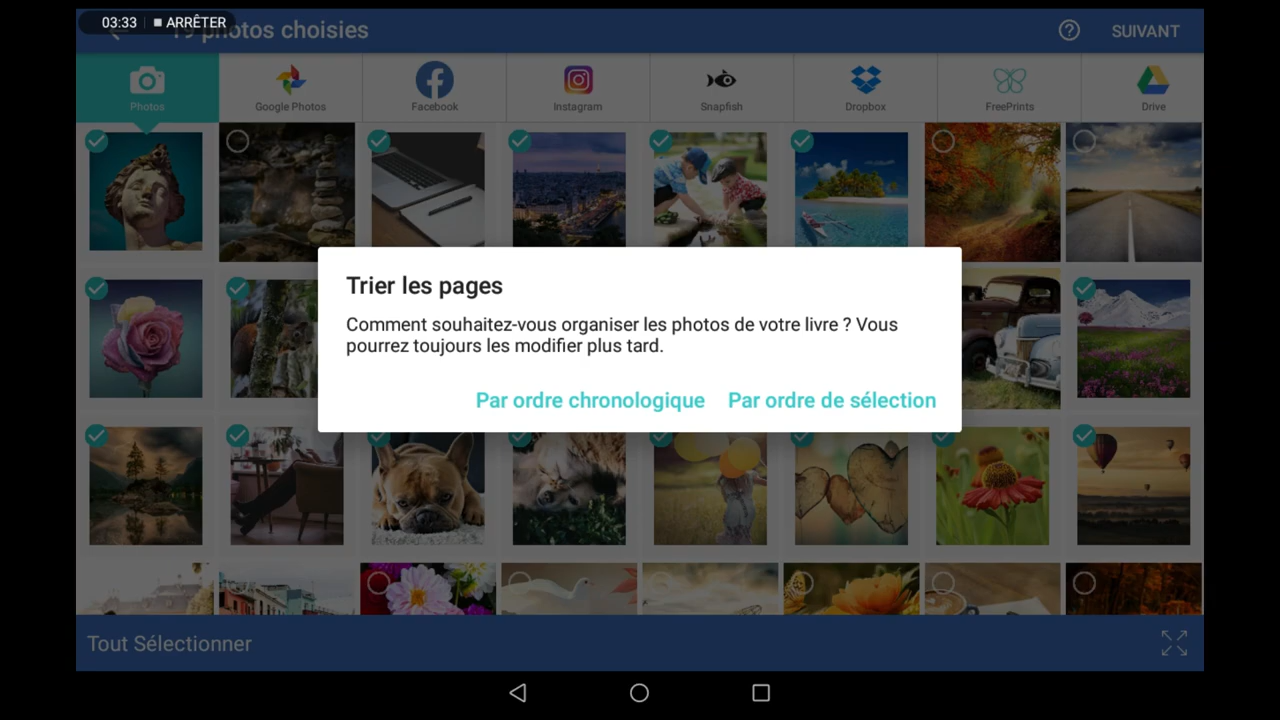 03:33 ARRÊTER
19 photos choisies
SUIVANT
Photos
Google Photos
Facebook
Instagram
Snapfish
Dropbox
FreePrints
Drive
Trier les pages
Comment souhaitez-vous organiser les photos de votre livre ? Vous
pourrez toujours les modifier plus tard.
Par ordre chronologique Par ordre de sélection
Tout Sélectionner